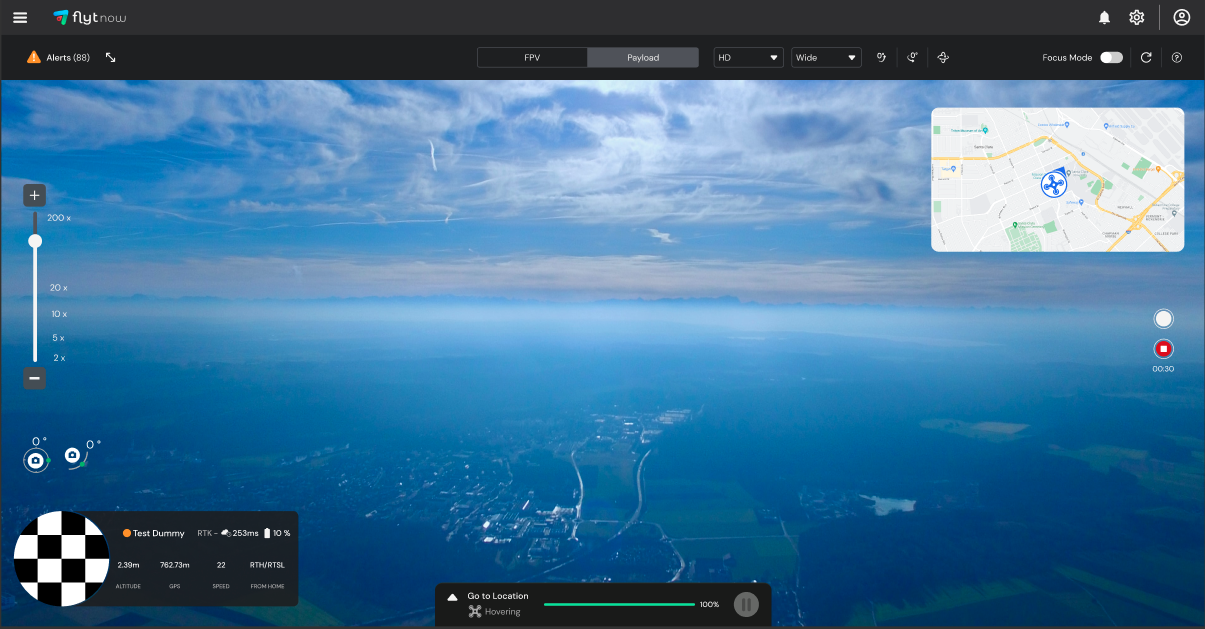 flytnow
Alerts (88)
FPV
Payload
HD
Wide
Focus Mode
200 x
20 x
10 x
5 x
2 x
00:30
0 °
0 °
Test Dummy
RTK -
253ms
10 %
2.39m
762.73m
22
RTH/RTSL
ALTITUDE
GPS
SPEED
FROM HOME
Go to Location
Hovering
100%